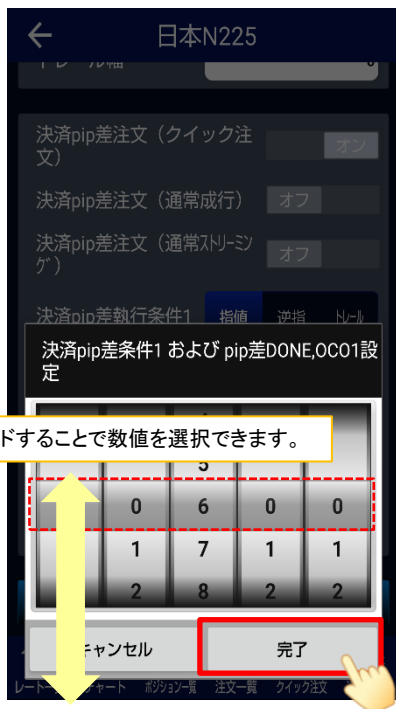 日本N225
トレール幅
0
決済pip差注文（クイック注
文）
オン
決済pip差注文（通常成行）
オフ
決済pip差注文（通常ｽﾄﾘｰﾐﾝ
ｸﾞ）
オフ
決済pip差執行条件1
指値
逆指
ﾄﾚｰﾙ
決済pip差条件1 および pip差DONE,OCO1設
定
ドすることで数値を選択できます。
5
0 6 0 0
1 7 1 1
2 8 2 2
キャンセル
完了
レート
チャート
ポジション一覧
注文一覧
クイック注文